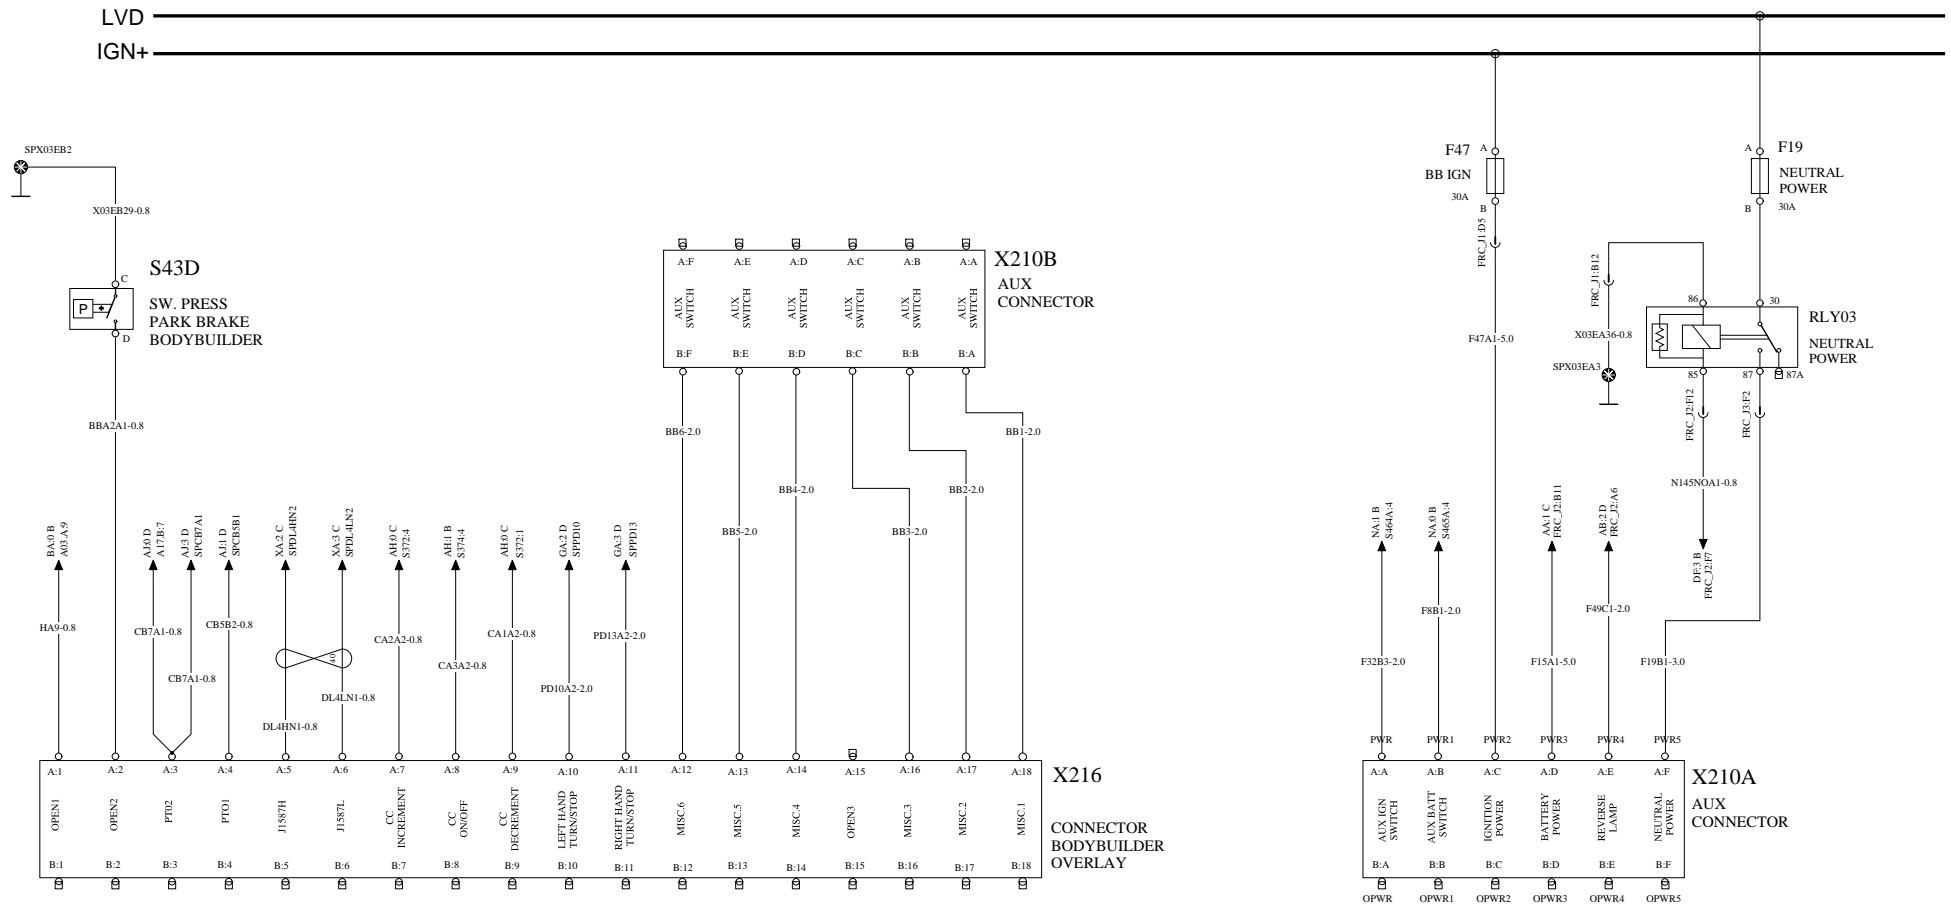 LVD
IGN+
SPX03EB2
X03EB29-0.8
C
S43D
P
SW. PRESS
PARK BRAKE
BODYBUILDER
D
BBA2A1-0.8
A:F
A:E
A:D
A:C
A:B
A:A
X210B
AUX
CONNECTOR
AUX
SWITCH
AUX
SWITCH
AUX
SWITCH
AUX
SWITCH
AUX
SWITCH
AUX
SWITCH
B:F
B:E
B:D
B:C
B:B
B:A
BB6-2.0
BB5-2.0
BB4-2.0
BB3-2.0
BB2-2.0
BB1-2.0
F47
A
BB IGN
30A
B
FRC_J1:D5
F47A1-5.0
A
F19
NEUTRAL
POWER
B
30A
FRC_J1:B12
X03EA36-0.8
SPX03EA3
86
30
RLY03
NEUTRAL
POWER
85
87
87A
FRC_J2:F12
FRC_J3:F2
N145NOA1-0.8
DF:3 B
FRC_J2:F7
BA:0 B
A03.A:9
AJ:0 D
A17.B:7
AJ:3 D
SPCB7A1
AJ:1 D
SPCB5B1
XA:2 C
SPDL4HN2
XA:3 C
SPDL4LN2
AH:0 C
S372:4
AH:1 B
S374:4
AH:0 C
S372:1
GA:2 D
SPPD10
GA:3 D
SPPD13
NA:1 B
S464A:4
NA:0 B
S465A:4
AA:1 C
FRC_J2:B11
AB:2 D
FRC_J2:A6
HA9-0.8
CB7A1-0.8
CB7A1-0.8
CB5B2-0.8
40
DL4HN1-0.8
DL4LN1-0.8
CA2A2-0.8
CA3A2-0.8
CA1A2-0.8
PD10A2-2.0
PD13A2-2.0
F32B3-2.0
F8B1-2.0
F15A1-5.0
F49C1-2.0
F19B1-3.0
A:1
A:2
A:3
A:4
A:5
A:6
A:7
A:8
A:9
A:10
A:11
A:12
A:13
A:14
A:15
A:16
A:17
A:18
X216
CONNECTOR
BODYBUILDER
OVERLAY
OPEN1
OPEN2
PT02
PTO1
J1587H
J1587L
CC
INCREMENT
CC
ON/OFF
CC
DECREMENT
LEFT HAND
TURN/STOP
RIGHT HAND
TURN/STOP
MISC.6
MISC.5
MISC.4
OPEN3
MISC.3
MISC.2
MISC.1
B:1
B:2
B:3
B:4
B:5
B:6
B:7
B:8
B:9
B:10
B:11
B:12
B:13
B:14
B:15
B:16
B:17
B:18
PWR
PWR1
PWR2
PWR3
PWR4
PWR5
A:A
A:B
A:C
A:D
A:E
A:F
X210A
AUX
CONNECTOR
AUX IGN
SWITCH
AUX BATT
SWITCH
IGNITION
POWER
BATTERY
POWER
REVERSE
LAMP
NEUTRAL
POWER
B:A
B:B
B:C
B:D
B:E
B:F
OPWR
OPWR1
OPWR2
OPWR3
OPWR4
OPWR5